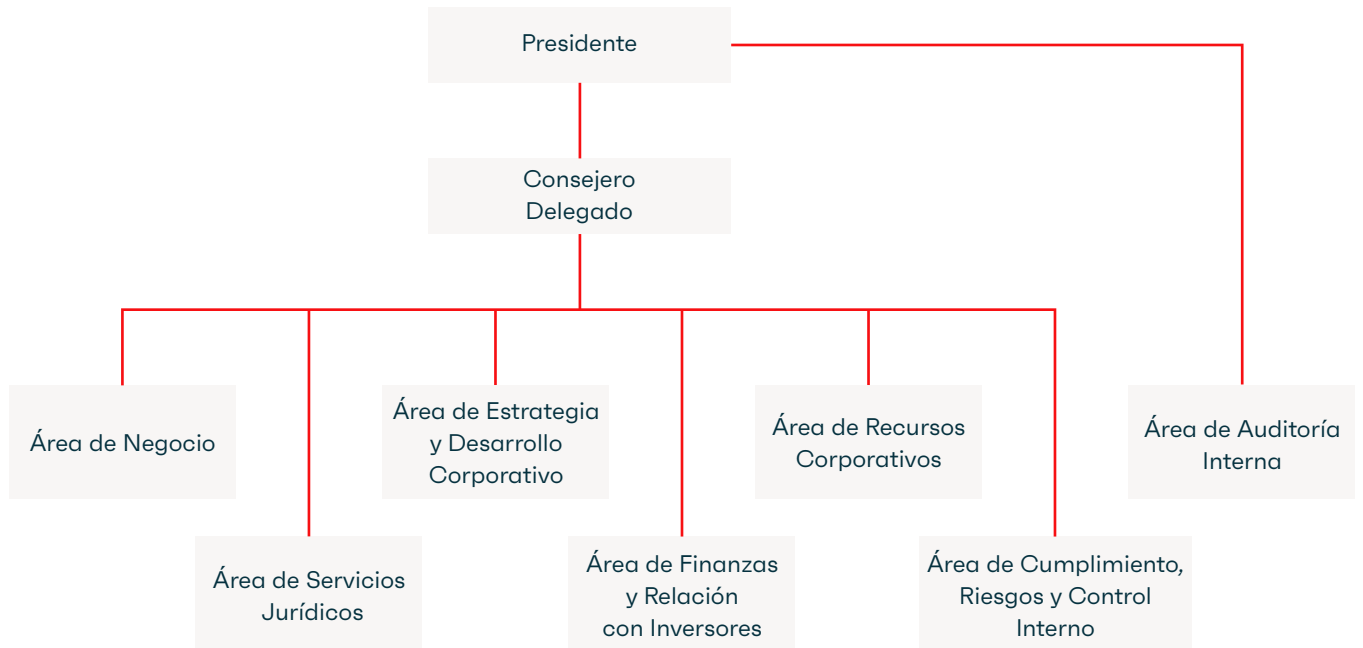 Presidente
Consejero
Delegado
Área de Negocio
Área de Estrategia
y Desarrollo
Corporativo
Área de Recursos
Corporativos
Área de Auditoría
Interna
Área de Servicios
Jurídicos
Área de Finanzas
y Relación
con Inversores
Área de Cumplimiento,
Riesgos y Control
Interno